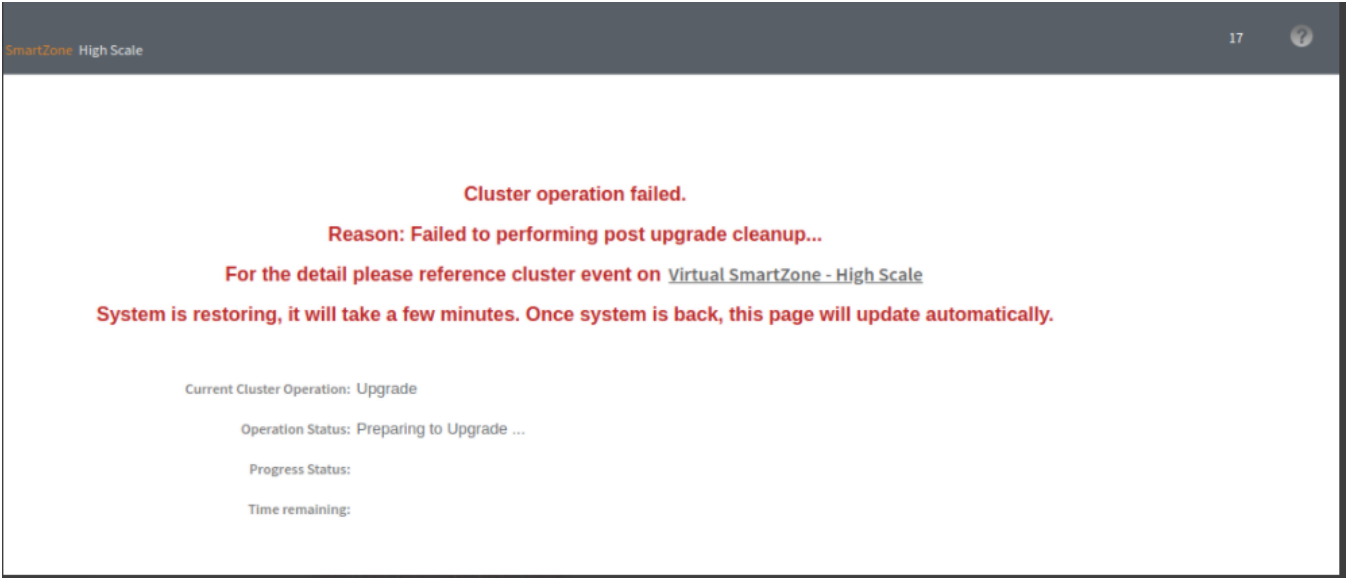 SmartZone High Scale
17
?
Cluster operation failed.
Reason: Failed to performing post upgrade cleanup...
For the detail please reference cluster event on Virtual SmartZone - High Scale
System is restoring, it will take a few minutes. Once system is back, this page will update automatically.
Current Cluster Operation: Upgrade
Operation Status: Preparing to Upgrade ...
Progress Status:
Time remaining: